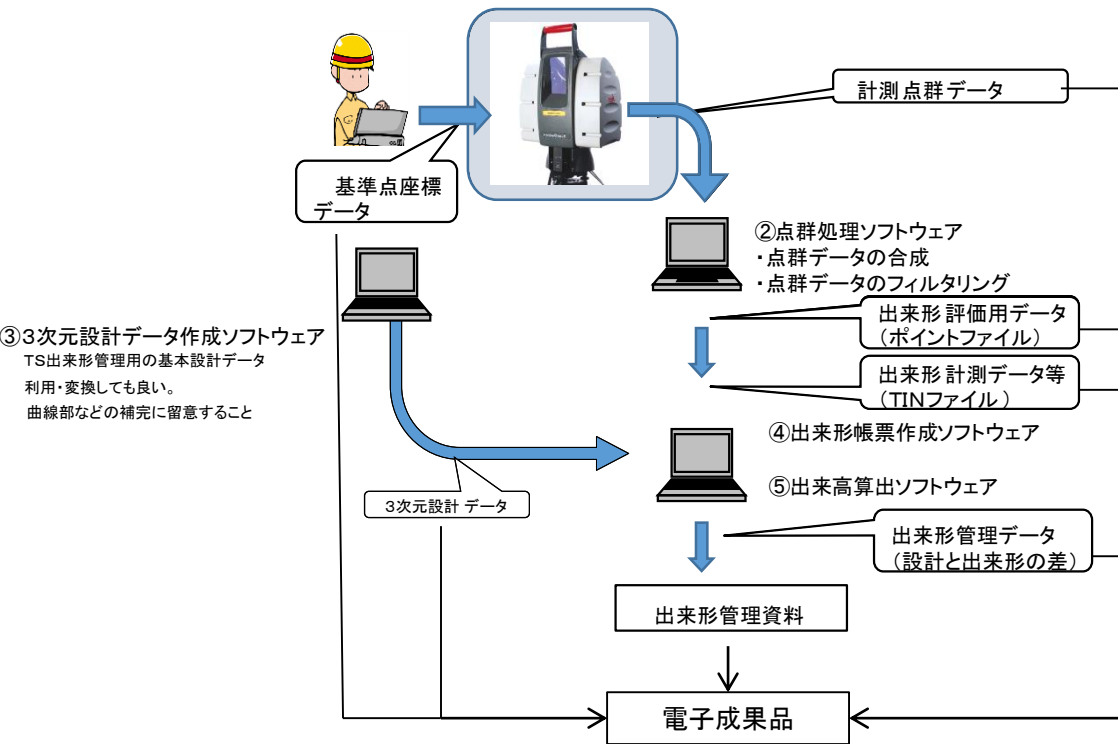 計測点群データ
基準点座標
データ
②点群処理ソフトウェア
・点群データの合成
・点群データのフィルタリング
出来形評価用データ
(ポイントファイル)
③3次元設計データ作成ソフトウェア
TS出来形管理用の基本設計データ
利用・変換しても良い。
曲線部などの補完に留意すること
出来形計測データ等
(TINファイル)
④出来形帳票作成ソフトウェア
⑤出来高算出ソフトウェア
3次元設計データ
出来形管理データ
(設計と出来形の差)
出来形管理資料
電子成果品